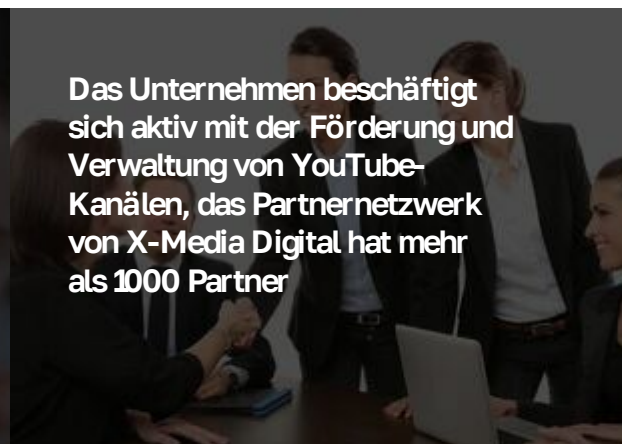 Das Unternehmen beschäftigt
sich aktiv mit der Förderung und
Verwaltung von YouTube-
Kanälen, das Partnernetzwerk
von X-Media Digital hat mehr
als 1000 Partner